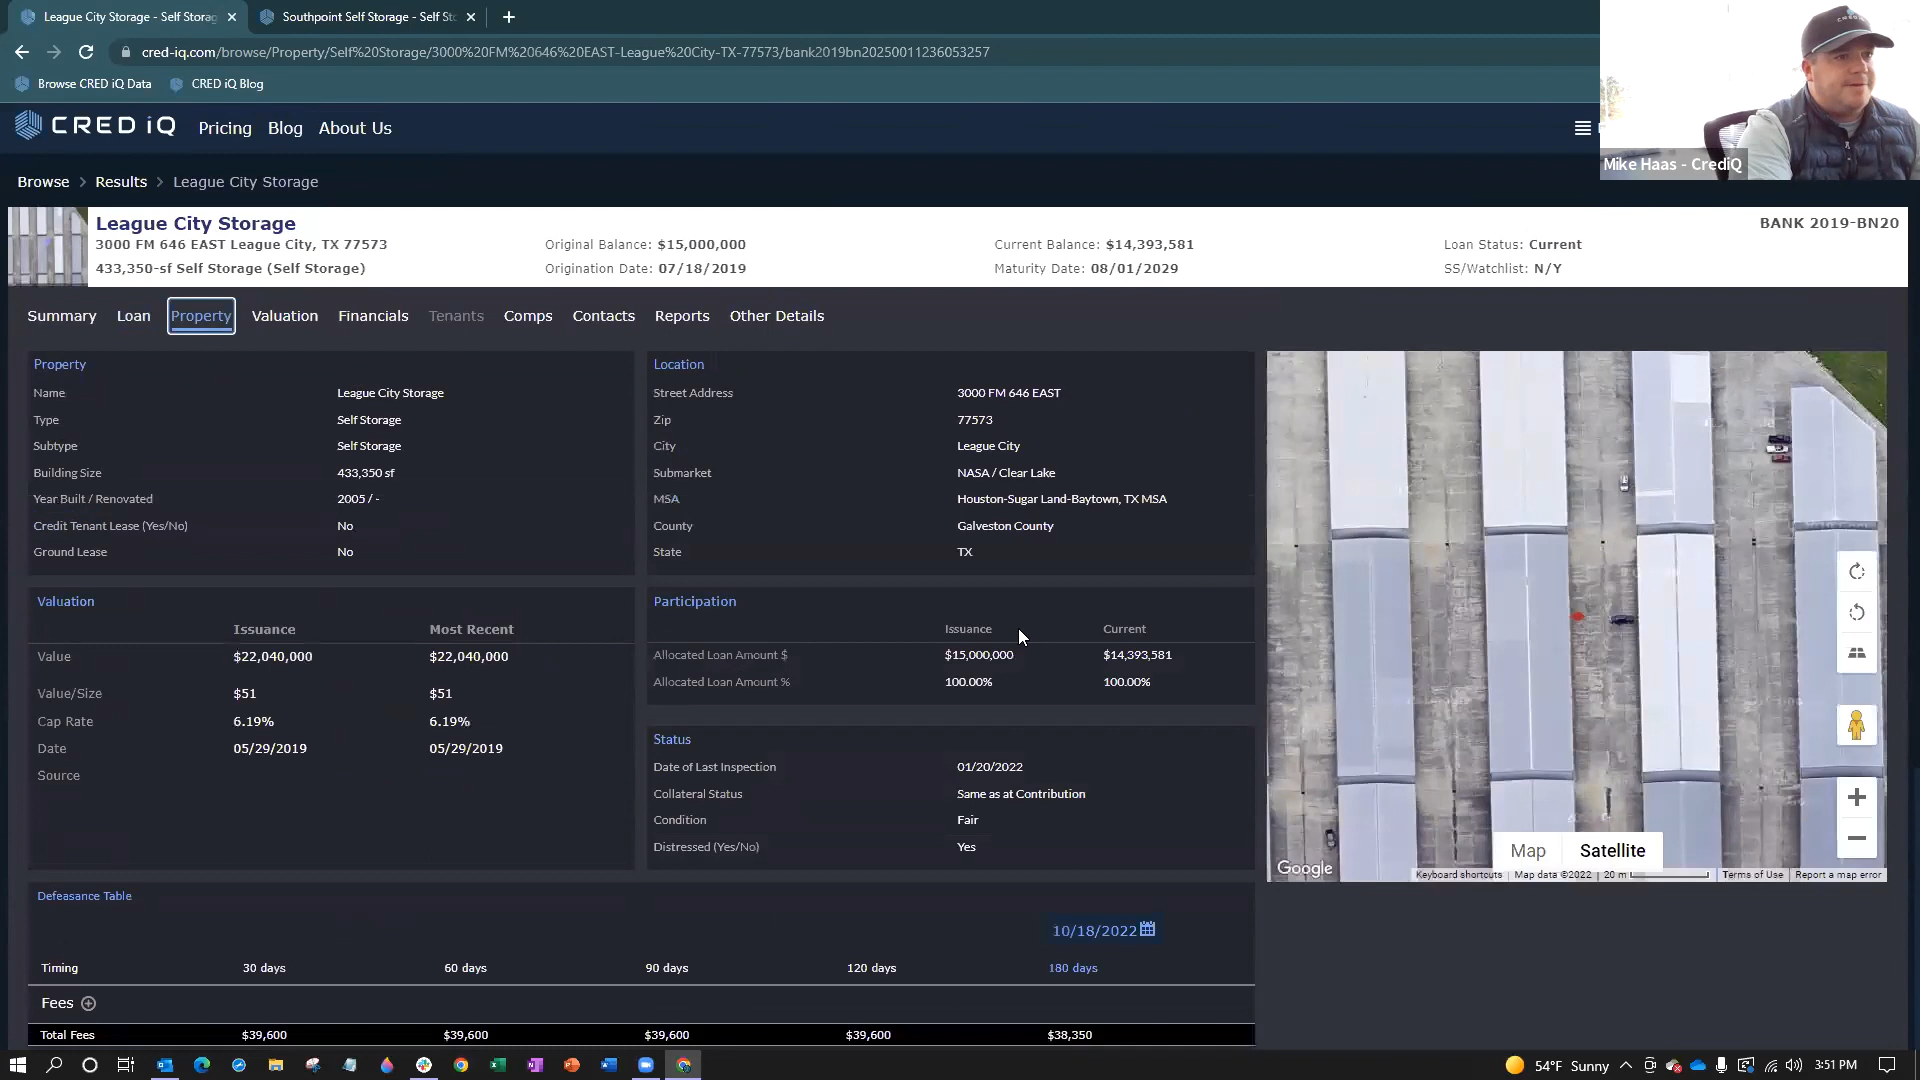 League City Storage - Self Storag
Southpoint Self Storage - Self Sto
cred-iq.com/browse/Property/Self%20Storage/3000%20FM%20646%20EAST-League%20City-TX-77573/bank2019bn20250011236053257
Browse CRED iQ Data
CRED iQ Blog
CRED iQ
Pricing
Blog
About Us
Mike Haas - CrediQ
Browse > Results > League City Storage
League City Storage
BANK 2019-BN20
3000 FM 646 EAST League City, TX 77573
Original Balance: $15,000,000
Current Balance: $14,393,581
Loan Status: Current
433,350-sf Self Storage (Self Storage)
Origination Date: 07/18/2019
Maturity Date: 08/01/2029
SS/Watchlist: N/Y
Summary
Loan
Property
Valuation
Financials
Tenants
Comps
Contacts
Reports
Other Details
Property
Name League City Storage
Type Self Storage
Subtype Self Storage
Building Size 433,350 sf
Year Built / Renovated 2005 / -
Credit Tenant Lease (Yes/No) No
Ground Lease No
Location
Street Address 3000 FM 646 EAST
Zip 77573
City League City
Submarket NASA / Clear Lake
MSA Houston-Sugar Land-Baytown, TX MSA
County Galveston County
State TX
Valuation
Issuance Most Recent
Value $22,040,000 $22,040,000
Value/Size $51 $51
Cap Rate 6.19% 6.19%
Date 05/29/2019 05/29/2019
Source
Participation
Issuance Current
Allocated Loan Amount $ $15,000,000 $14,393,581
Allocated Loan Amount % 100.00% 100.00%
Status
Date of Last Inspection 01/20/2022
Collateral Status Same as at Contribution
Condition Fair
Distressed (Yes/No) Yes
Map
Satellite
Google
Keyboard shortcuts
Map data ©2022
20 m
Terms of Use
Report a map error
Defeasance Table
10/18/2022
Timing 30 days 60 days 90 days 120 days 180 days
Fees
Total Fees $39,600 $39,600 $39,600 $39,600 $38,350
54°F Sunny
3:51 PM